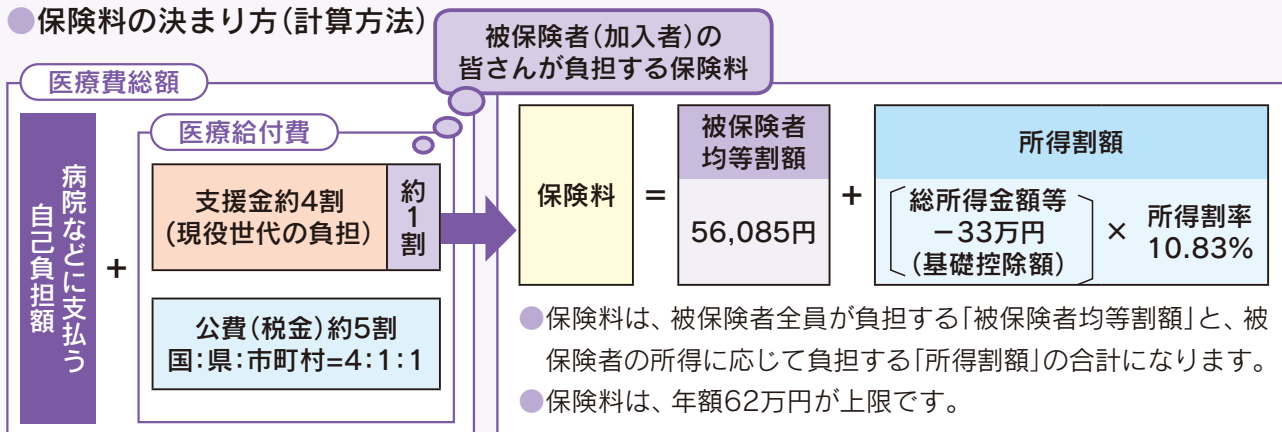 ●保険料の決まり方(計算方法)
被保険者(加入者)の
皆さんが負担する保険料
医療費総額
病院などに支払う
自己負担額
+
医療給付費
支援金約4割
(現役世代の負担)
約1割
公費(税金)約5割
国:県:市町村=4:1:1
保険料
=
被保険者
均等割額
56,085円
+
所得割額
総所得金額等
−33万円
(基礎控除額)
×
所得割率
10.83%
●保険料は、被保険者全員が負担する「被保険者均等割額」と、被
保険者の所得に応じて負担する「所得割額」の合計になります。
●保険料は、年額62万円が上限です。